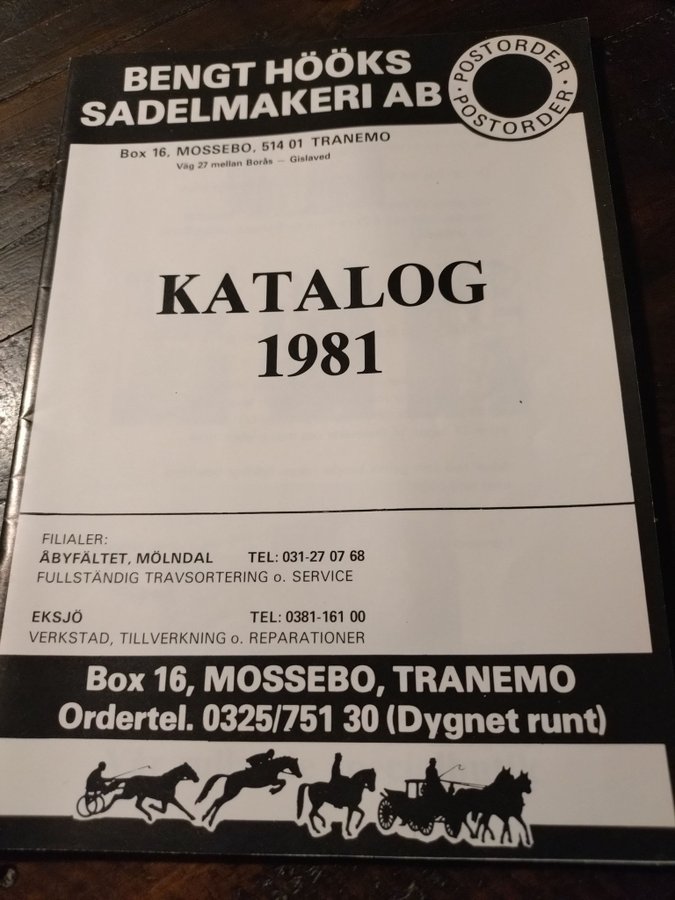 BENGT HÖÖKS
SADELMAKERI AB
POSTORDER · POSTORDER ·
Box 16, MOSSEBO, 514 01 TRANEMO
Väg 27 mellan Borås — Gislaved
KATALOG
1981
FILIALER:
ÅBYFÄLTET, MÖLNDAL TEL: 031-27 07 68
FULLSTÄNDIG TRAVSORTERING o. SERVICE
EKSJÖ TEL: 0381-161 00
VERKSTAD, TILLVERKNING o. REPARATIONER
Box 16, MOSSEBO, TRANEMO
Ordertel. 0325/751 30 (Dygnet runt)